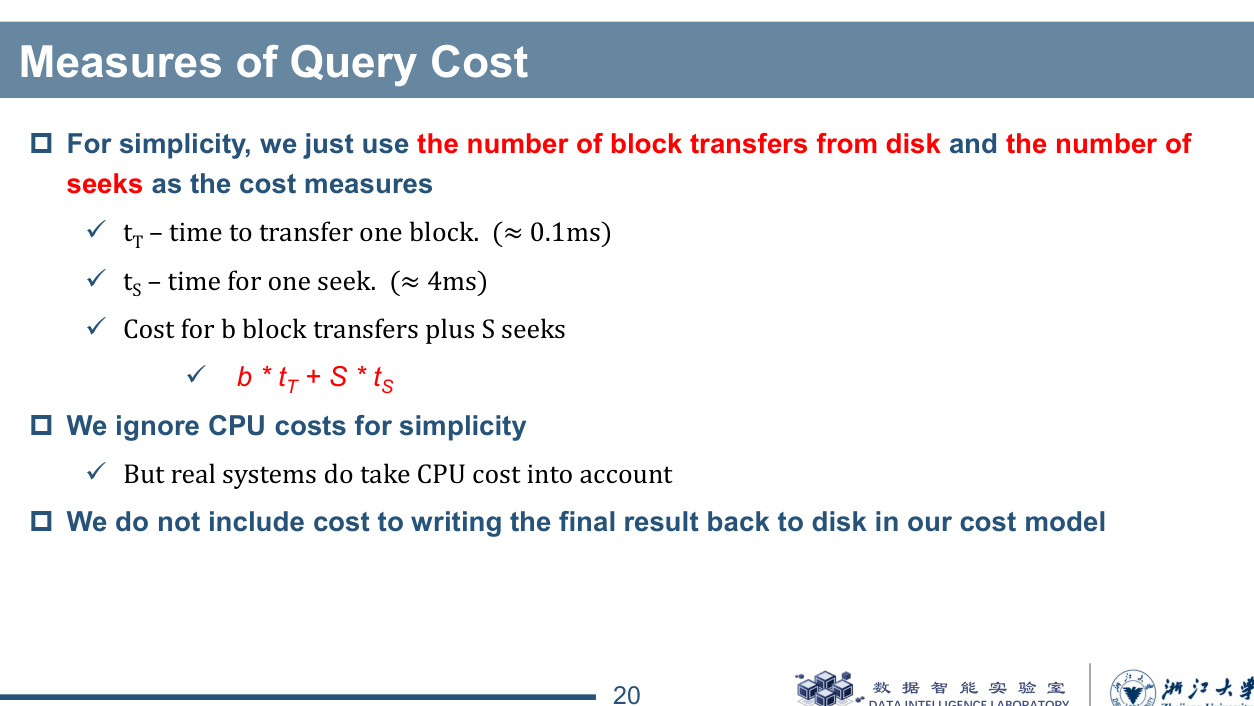 Measures of Query Cost
For simplicity, we just use the number of block transfers from disk and the number of
seeks as the cost measures
✓ t_T – time to transfer one block. (≈ 0.1ms)
✓ t_S – time for one seek. (≈ 4ms)
✓ Cost for b block transfers plus S seeks
✓ b * t_T + S * t_S
We ignore CPU costs for simplicity
✓ But real systems do take CPU cost into account
We do not include cost to writing the final result back to disk in our cost model
20
数据智能实验室
DATA INTELLIGENCE LABORATORY
浙江大学
Zhejiang University